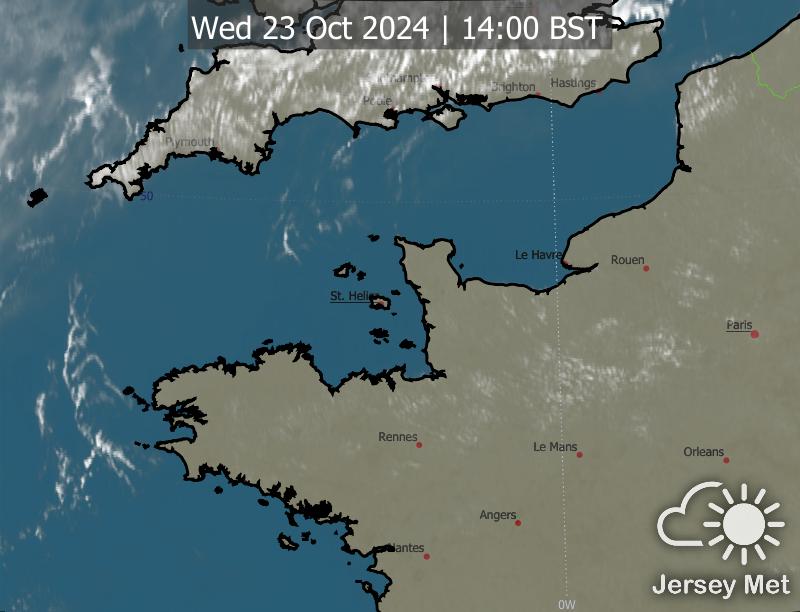 Wed 23 Oct 2024 | 14:00 BST
Brighton
Hastings
Poole
Plymouth
50
Le Havre
Rouen
St. Helier
Paris
Rennes
Le Mans
Orleans
Angers
Nantes
0W
Jersey Met